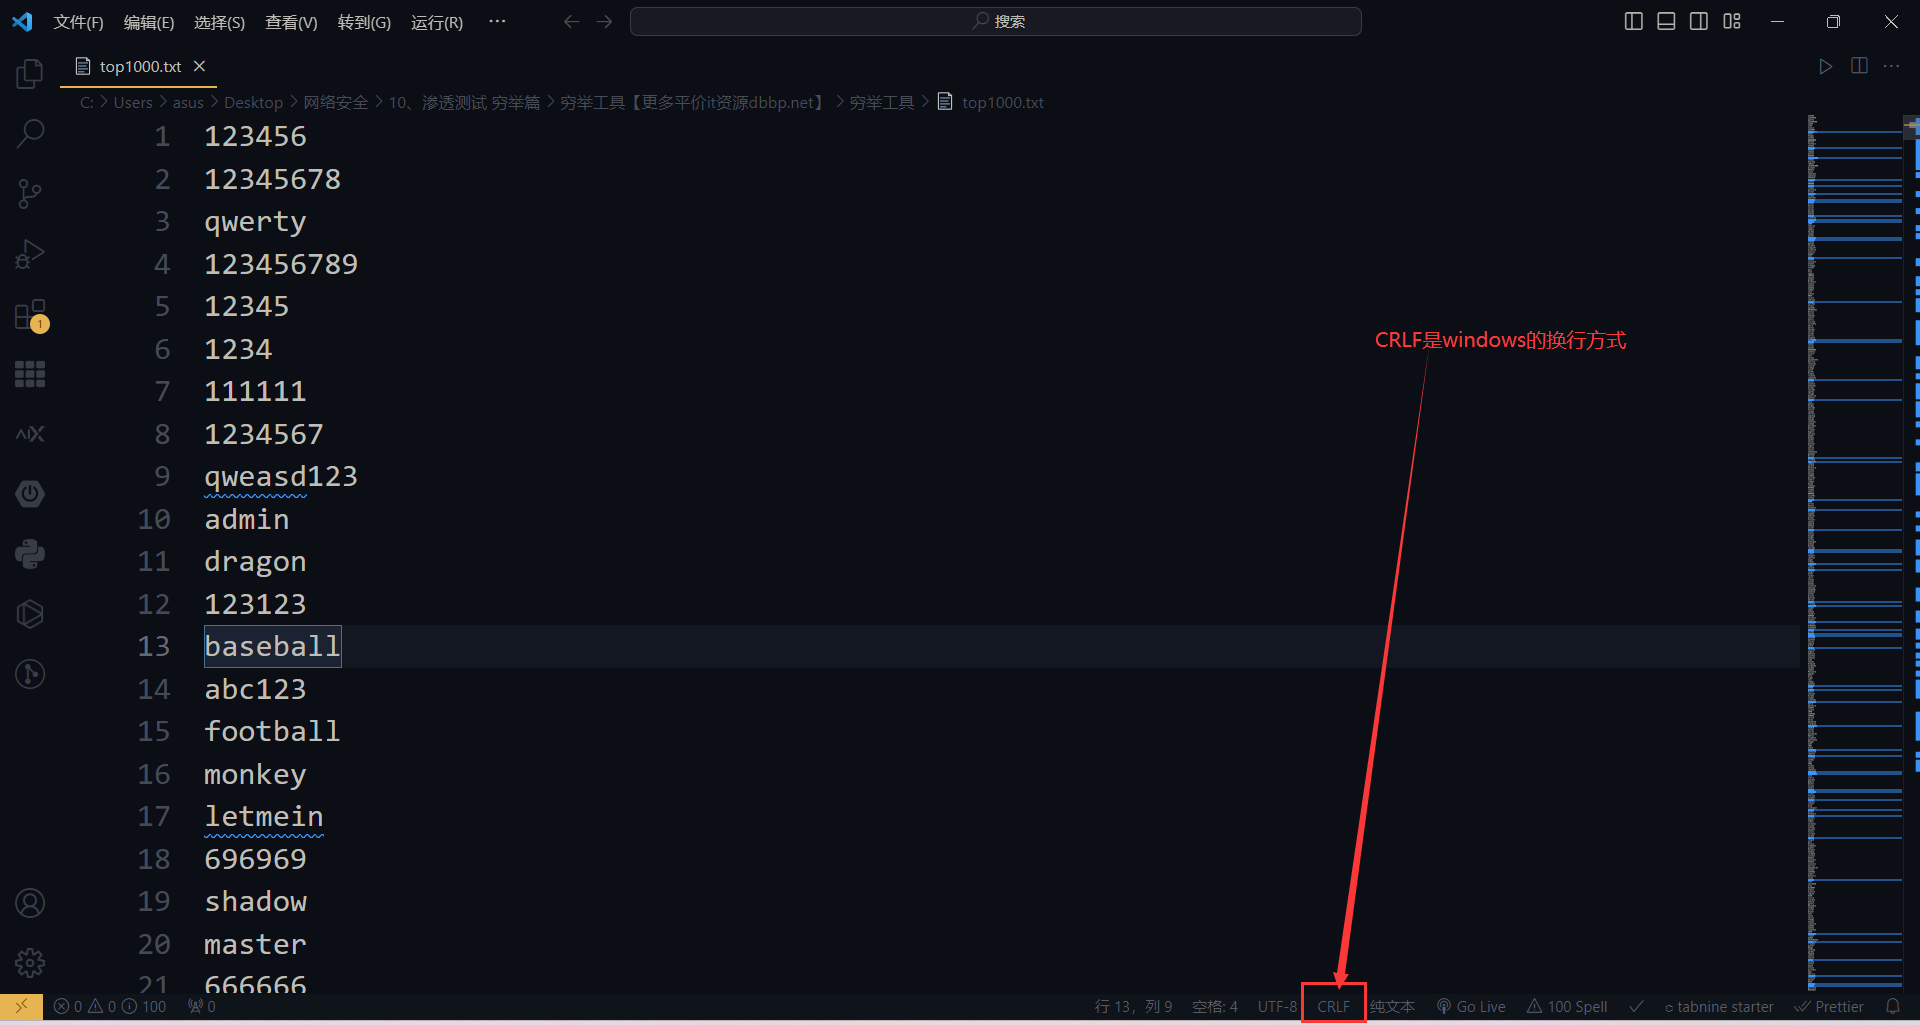 文件(F) 编辑(E) 选择(S) 查看(V) 转到(G) 运行(R) ··· 搜索
top1000.txt
C: > Users > asus > Desktop > 网络安全 > 10、渗透测试 穷举篇 > 穷举工具【更多平价it资源dbbp.net】 > 穷举工具 > top1000.txt
1 123456
2 12345678
3 qwerty
4 123456789
5 12345
CRLF是windows的换行方式
6 1234
7 111111
8 1234567
9 qweasd123
10 admin
11 dragon
12 123123
13 baseball
14 abc123
15 football
16 monkey
17 letmein
18 696969
19 shadow
20 master
21 666666
1
0 0 100 0 行 13，列 9 空格: 4 UTF-8 CRLF 纯文本 Go Live 100 Spell tabnine starter Prettier